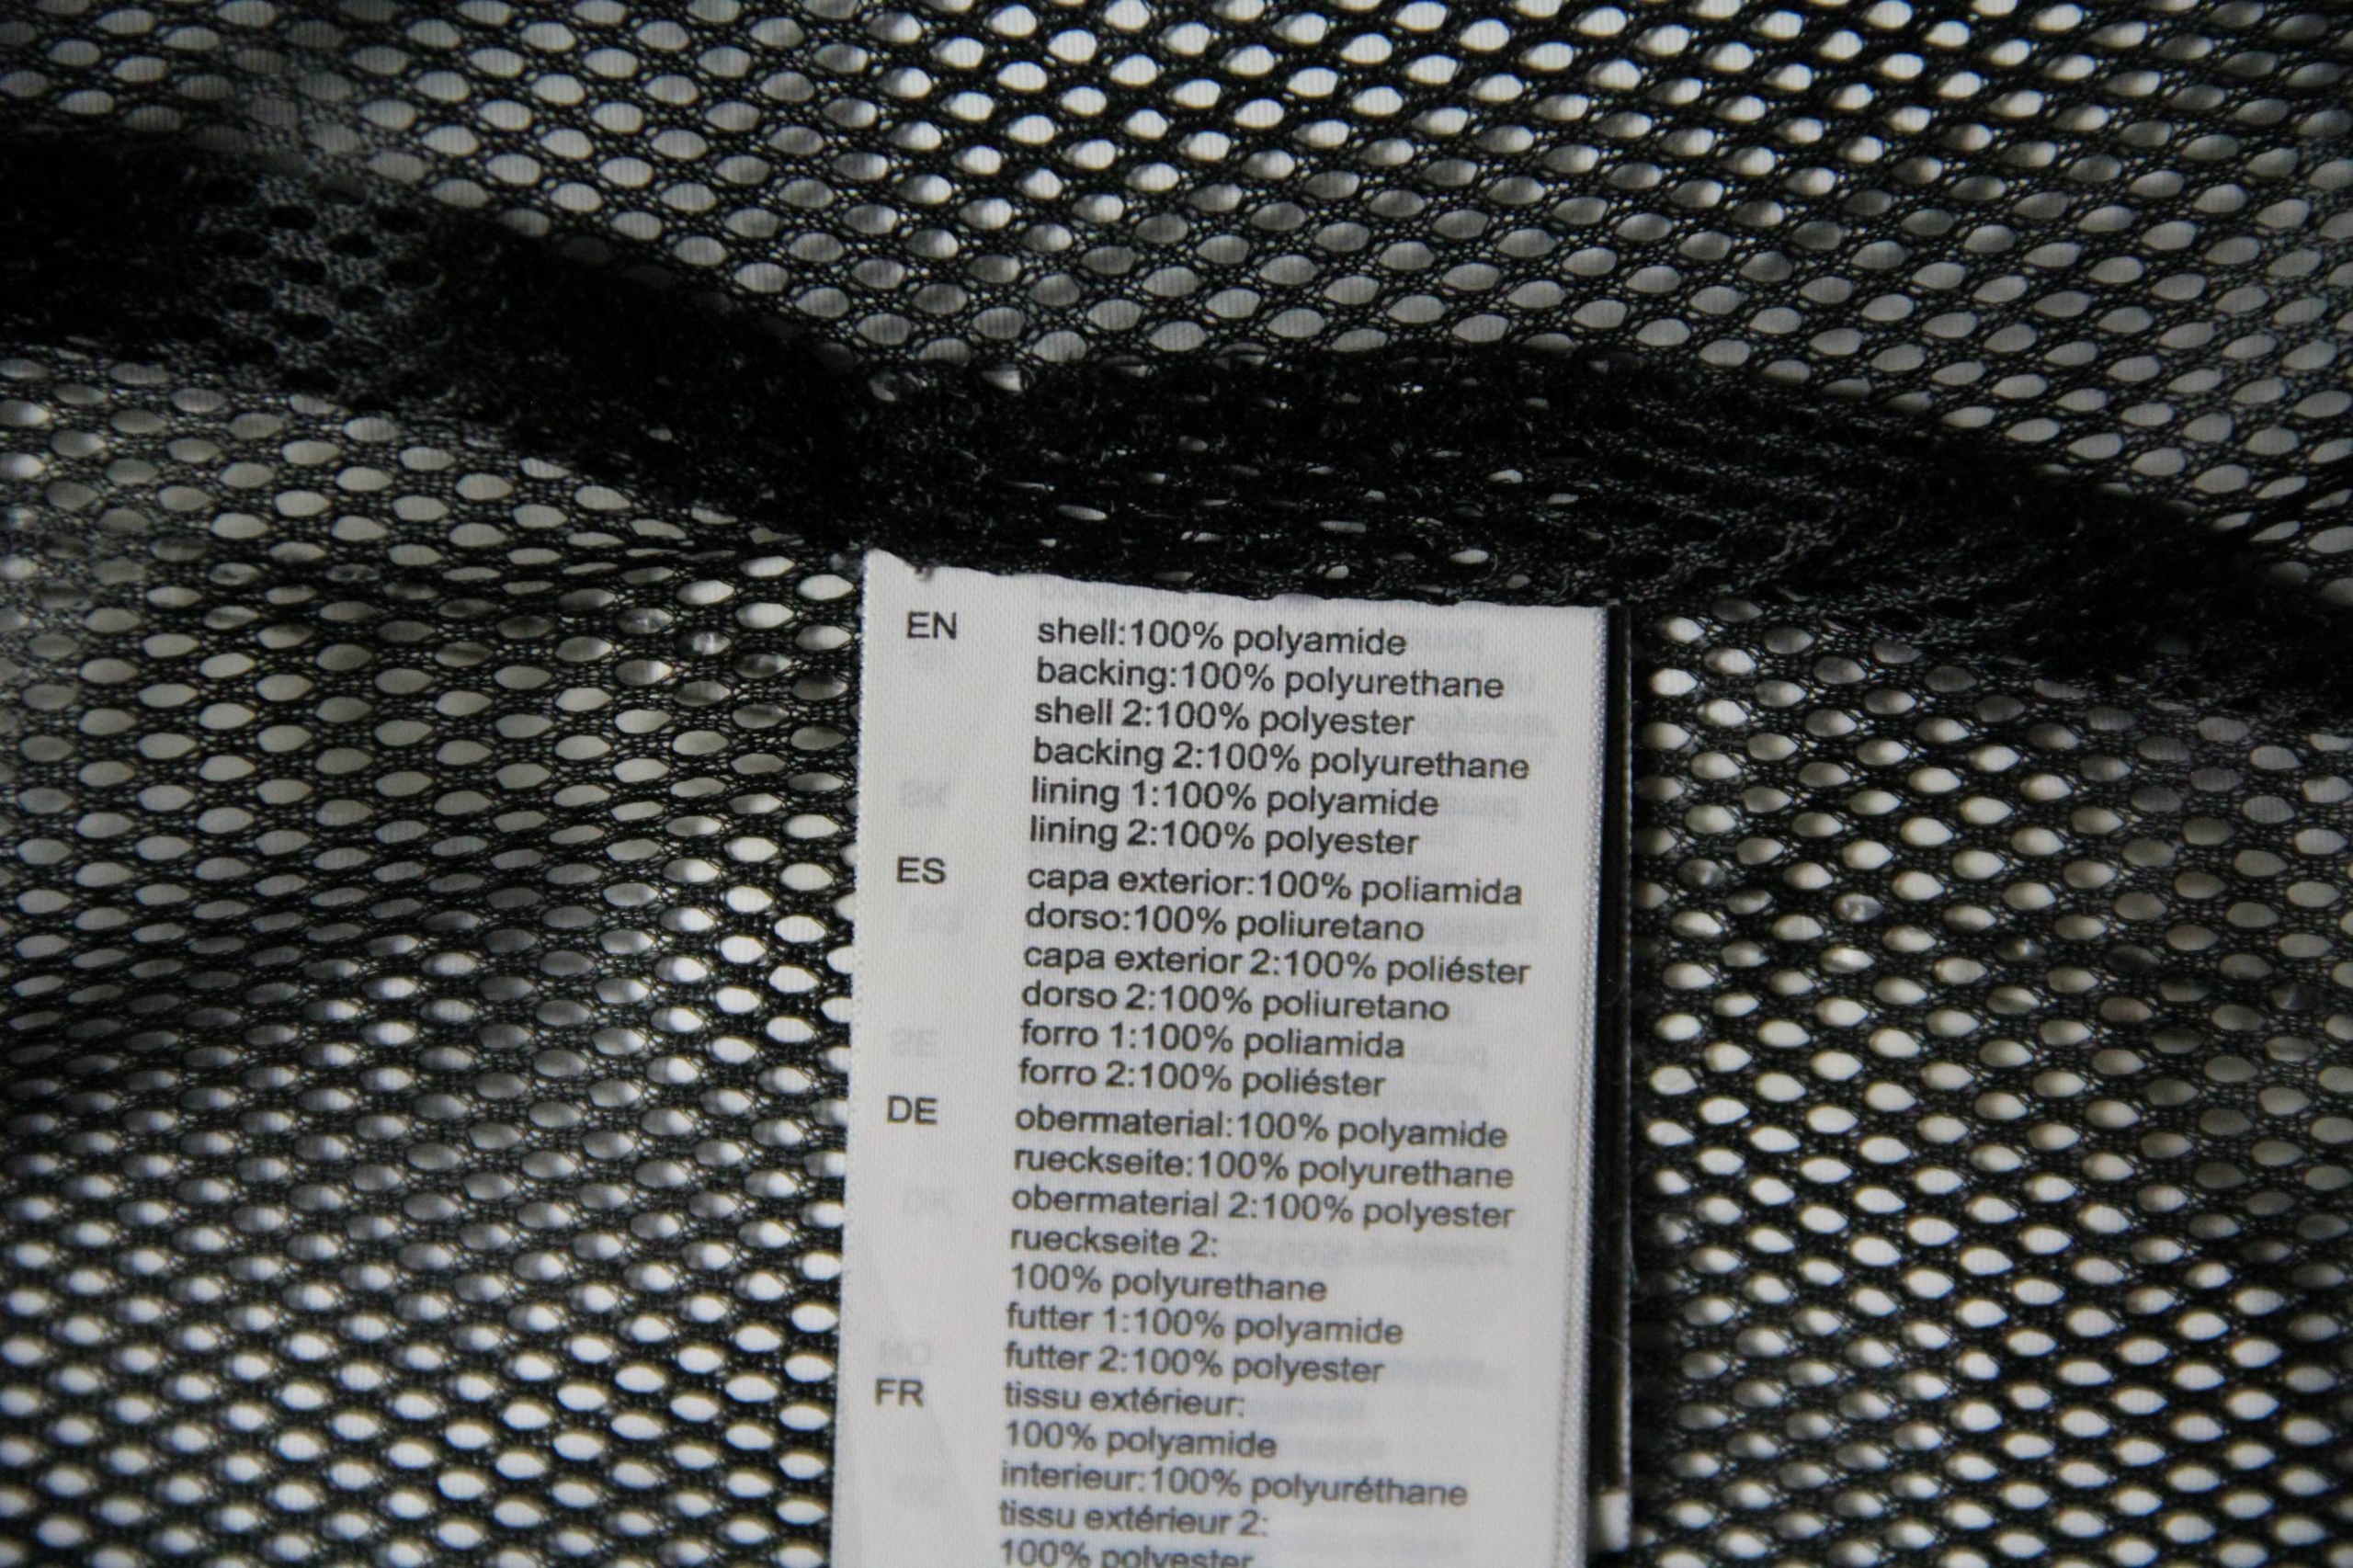 EN shell:100% polyamide
backing:100% polyurethane
shell 2:100% polyester
backing 2:100% polyurethane
lining 1:100% polyamide
lining 2:100% polyester
ES capa exterior:100% poliamida
dorso:100% poliuretano
capa exterior 2:100% poliéster
dorso 2:100% poliuretano
forro 1:100% poliamida
forro 2:100% poliéster
DE obermaterial:100% polyamide
rueckseite:100% polyurethane
obermaterial 2:100% polyester
rueckseite 2:
100% polyurethane
futter 1:100% polyamide
futter 2:100% polyester
FR tissu extérieur:
100% polyamide
interieur:100% polyuréthane
tissu extérieur 2:
100% polyester